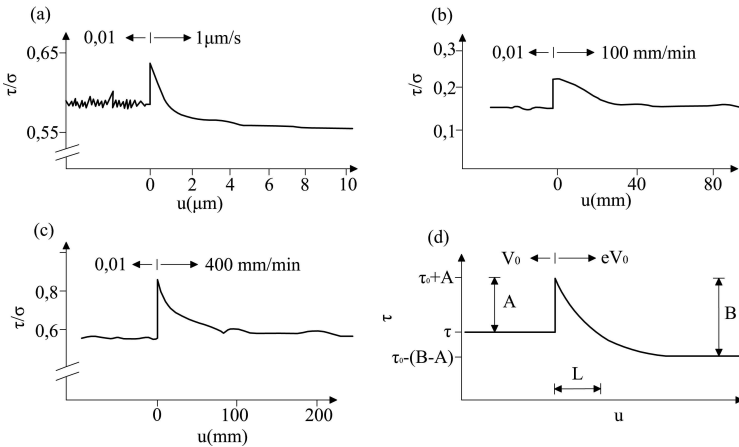 (a)
0,01 1μm/s
0,65
0,55
τ/σ
0 2 4 6 8 10
u(μm)
(b)
0,01 100 mm/min
0,3
0,2
0,1
τ/σ
0 40 80
u(mm)
(c)
0,01 400 mm/min
0,8
0,6
τ/σ
0 100 200
u(mm)
(d)
V₀ eV₀
τ₀+A
A
B
τ
τ
τ₀-(B-A)
L
u